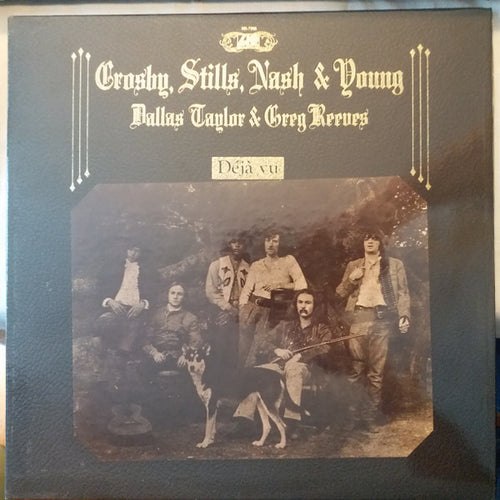 Crosby, Stills, Nash & Young
Dallas Taylor & Greg Reeves
Déjà vu